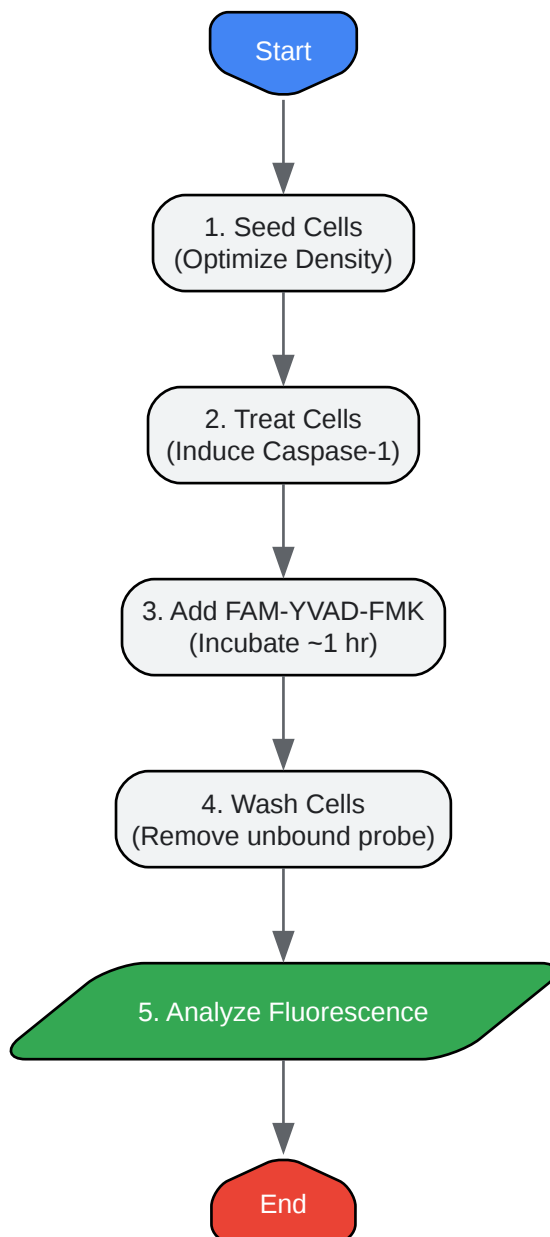 Start
1. Seed Cells
(Optimize Density)
2. Treat Cells
(Induce Caspase-1)
3. Add FAM-YVAD-FMK
(Incubate ~1 hr)
4. Wash Cells
(Remove unbound probe)
5. Analyze Fluorescence
End